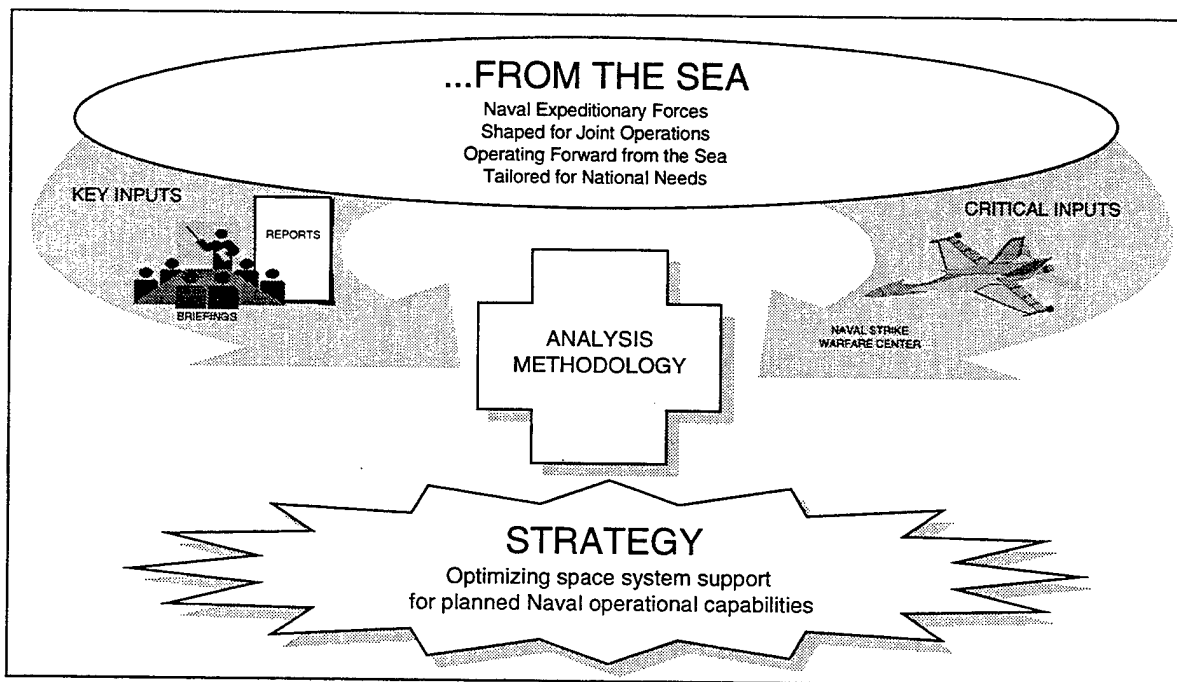 ...FROM THE SEA
Naval Expeditionary Forces
Shaped for Joint Operations
Operating Forward from the Sea
Tailored for National Needs
KEY INPUTS
REPORTS
BRIEFINGS
CRITICAL INPUTS
NAVAL STRIKE
WARFARE CENTER
ANALYSIS
METHODOLOGY
STRATEGY
Optimizing space system support
for planned Naval operational capabilities